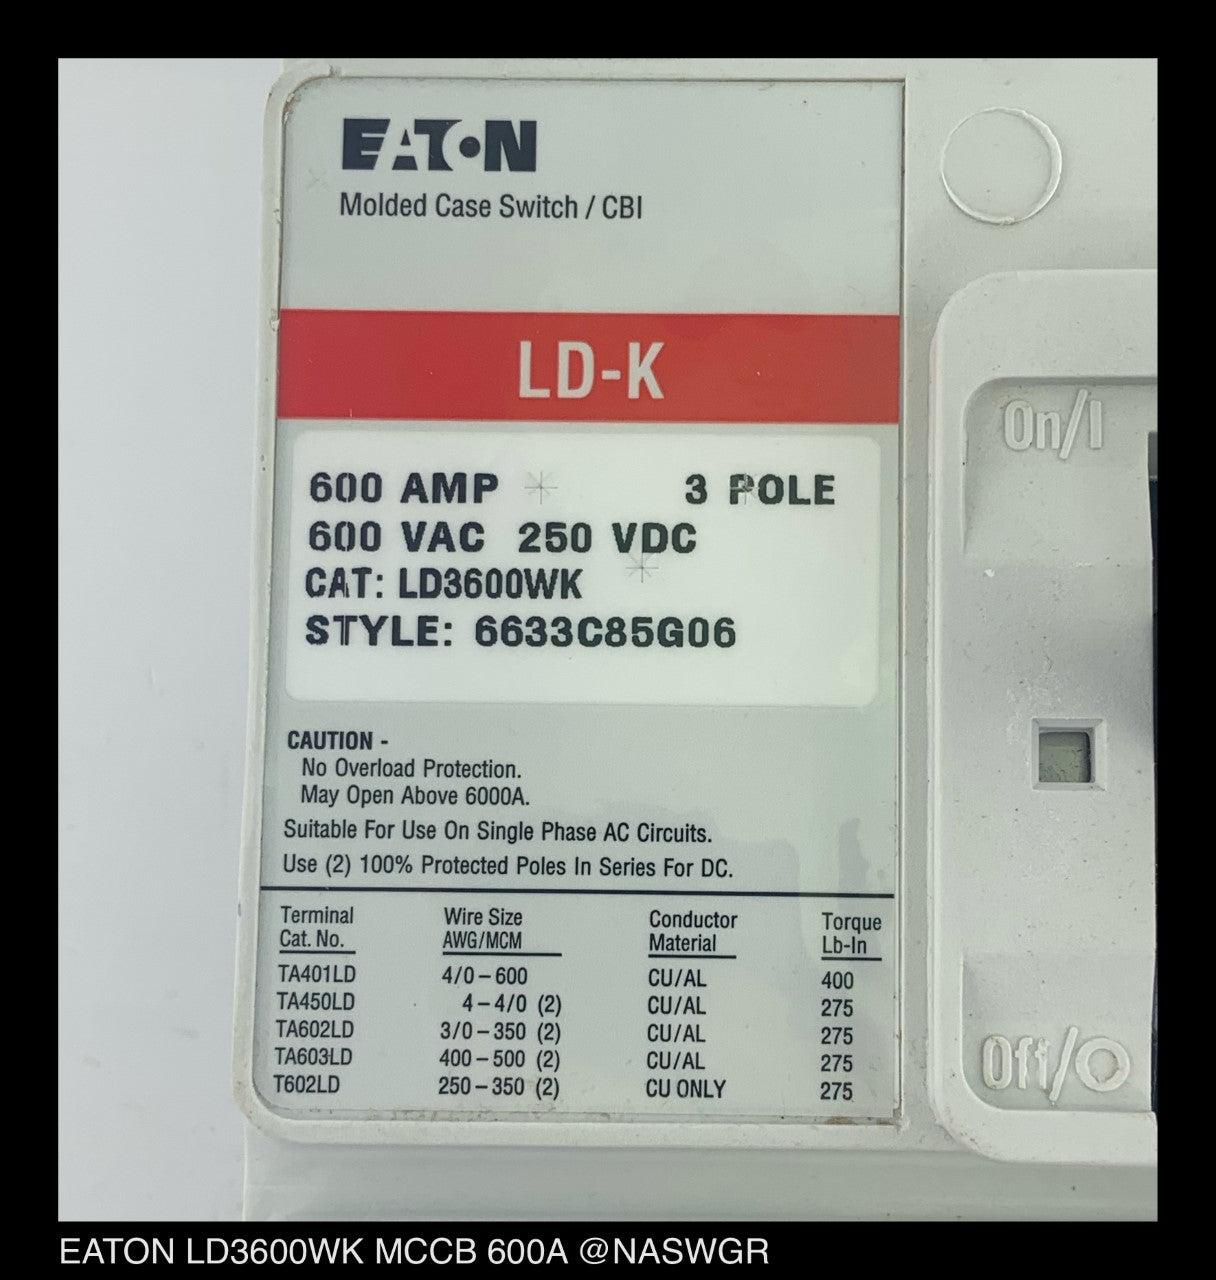 EATON
Molded Case Switch / CBI
LD-K
600 AMP 3 POLE
600 VAC 250 VDC
CAT: LD3600WK
STYLE: 6633C85G06
CAUTION -
No Overload Protection.
May Open Above 6000A.
Suitable For Use On Single Phase AC Circuits.
Use (2) 100% Protected Poles In Series For DC.
Terminal Wire Size Conductor Torque
Cat. No. AWG/MCM Material Lb-In
TA401LD 4/0 – 600 CU/AL 400
TA450LD 4 – 4/0 (2) CU/AL 275
TA602LD 3/0 – 350 (2) CU/AL 275
TA603LD 400 – 500 (2) CU/AL 275
T602LD 250 – 350 (2) CU ONLY 275
On/I
Off/O
EATON LD3600WK MCCB 600A @NASWGR